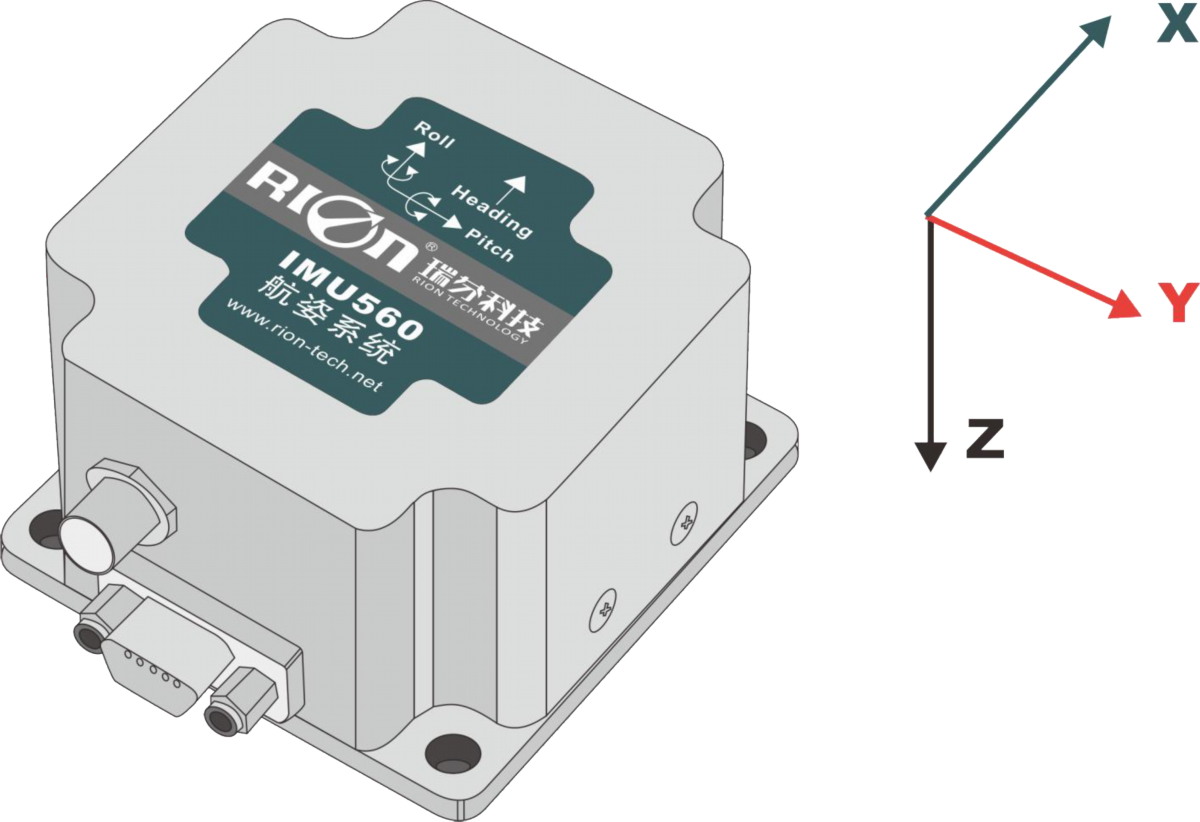 Roll
Heading
Pitch
RION® 瑞芬科技
RION TECHNOLOGY
IMU560
航姿系统
www.rion-tech.net
X
Y
Z